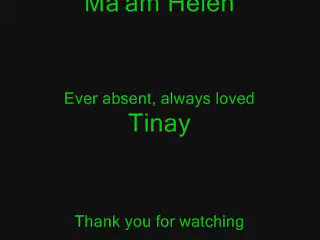 Ma'am Helen
Ever absent, always loved
Tinay
Thank you for watching